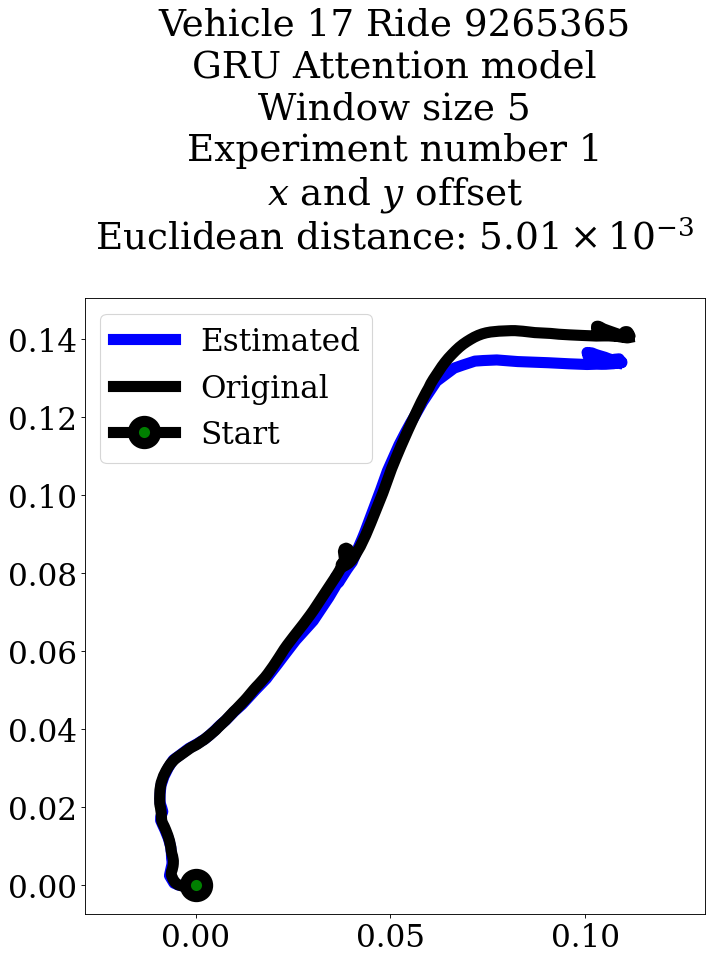 Vehicle 17 Ride 9265365
GRU Attention model
Window size 5
Experiment number 1
x and y offset
Euclidean distance: 5.01 × 10⁻³
Estimated
Original
Start
0.14
0.12
0.10
0.08
0.06
0.04
0.02
0.00
0.00 0.05 0.10